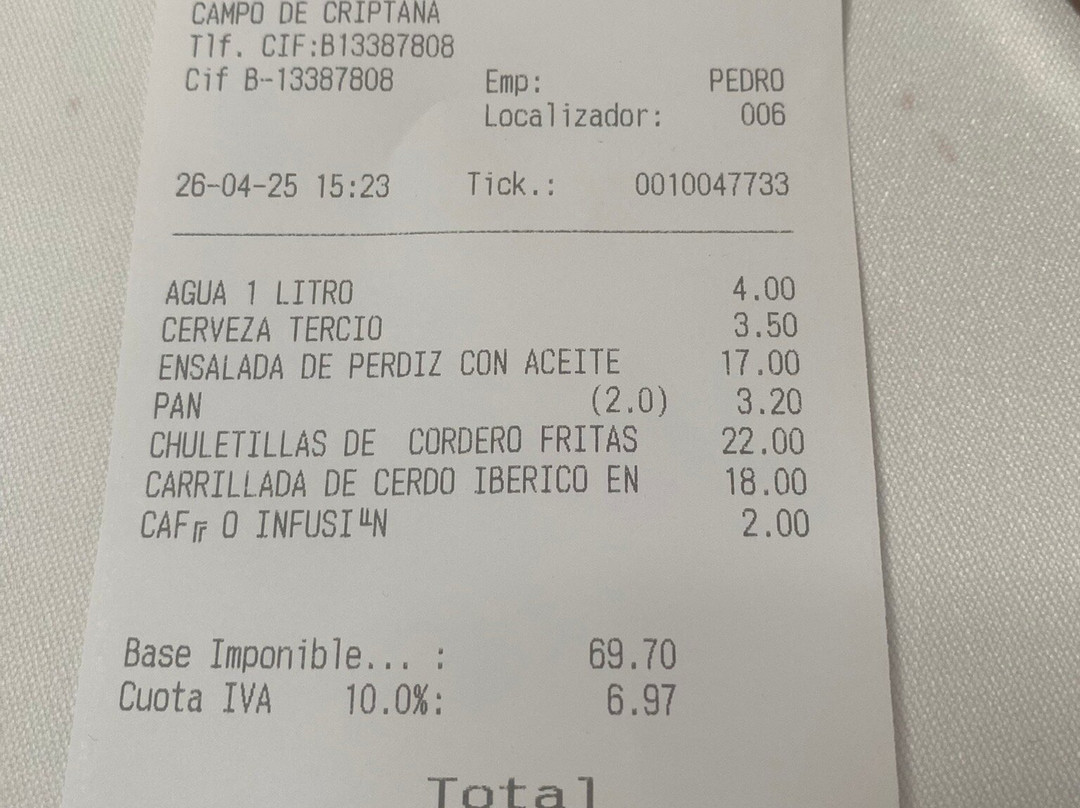 CAMPO DE CRIPTANA
Tlf. CIF:B13387808
Cif B-13387808 Emp: PEDRO
Localizador: 006
26-04-25 15:23 Tick.: 0010047733
AGUA 1 LITRO 4.00
CERVEZA TERCIO 3.50
ENSALADA DE PERDIZ CON ACEITE 17.00
PAN (2.0) 3.20
CHULETILLAS DE CORDERO FRITAS 22.00
CARRILLADA DE CERDO IBERICO EN 18.00
CAF╓ O INFUSI╙N 2.00
Base Imponible... : 69.70
Cuota IVA 10.0%: 6.97
Total